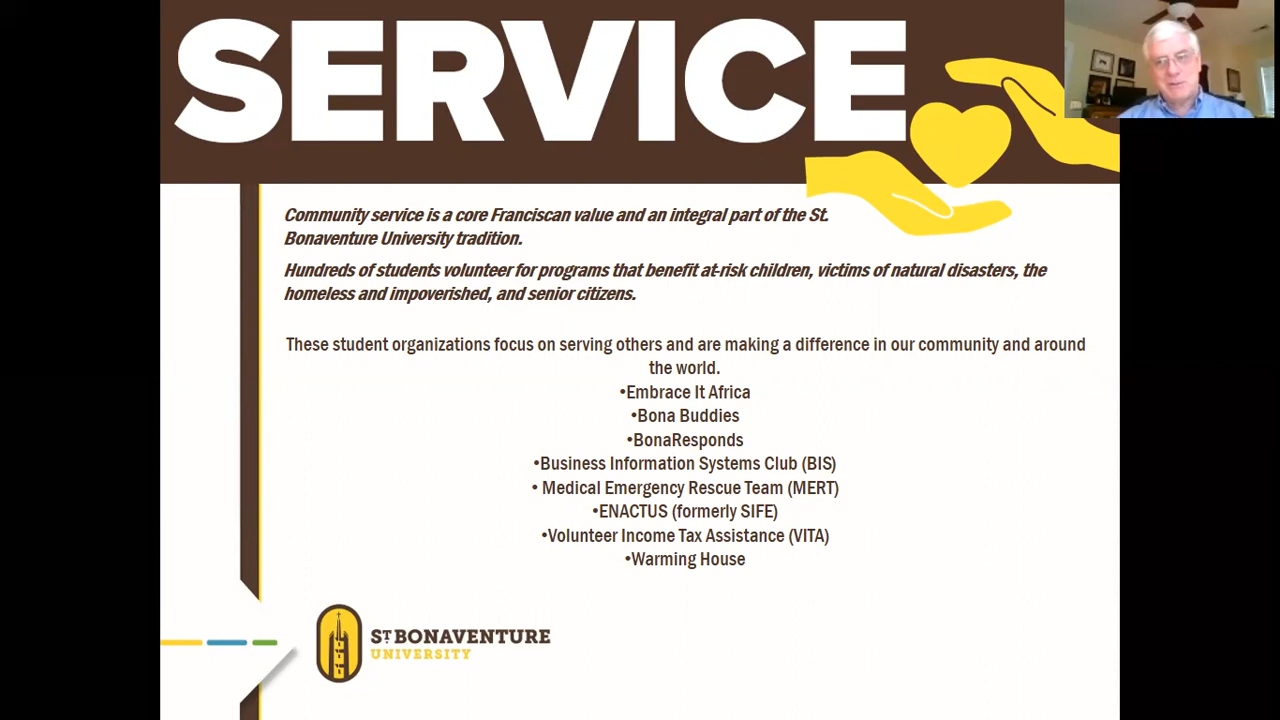 SERVICE
Community service is a core Franciscan value and an integral part of the St.
Bonaventure University tradition.
Hundreds of students volunteer for programs that benefit at-risk children, victims of natural disasters, the
homeless and impoverished, and senior citizens.
These student organizations focus on serving others and are making a difference in our community and around
the world.
•Embrace It Africa
•Bona Buddies
•BonaResponds
•Business Information Systems Club (BIS)
• Medical Emergency Rescue Team (MERT)
•ENACTUS (formerly SIFE)
•Volunteer Income Tax Assistance (VITA)
•Warming House
ST. BONAVENTURE
UNIVERSITY